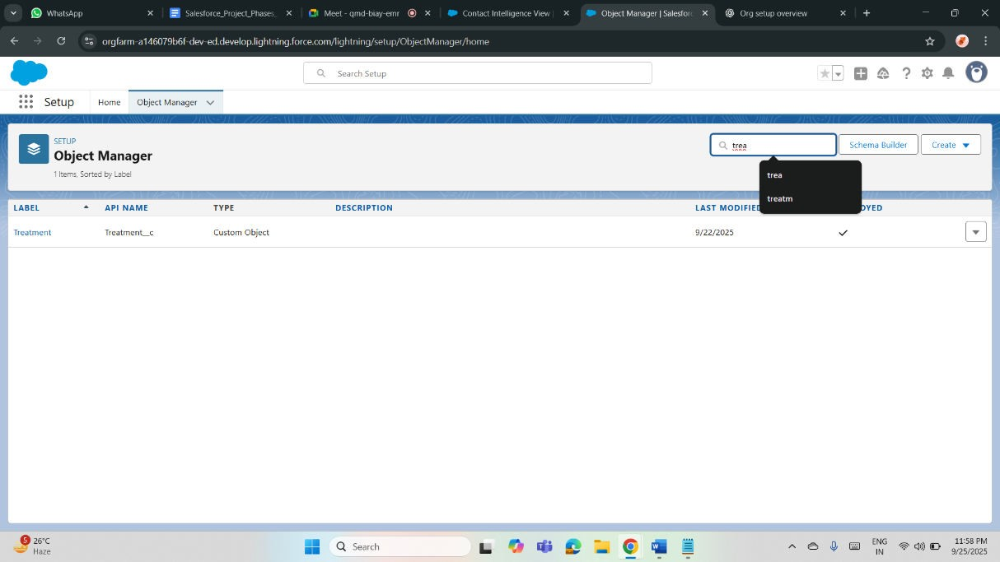 WhatsApp
Salesforce_Project_Phases_
Meet - qmd-biay-emr
Contact Intelligence View |
Object Manager | Salesforc
Org setup overview
orgfarm-a146079b6f-dev-ed.develop.lightning.force.com/lightning/setup/ObjectManager/home
Search Setup
Setup
Home
Object Manager
SETUP
Object Manager
1 Items, Sorted by Label
trea
Schema Builder
Create
trea
treatm
LABEL
API NAME
TYPE
DESCRIPTION
LAST MODIFIED
OYED
Treatment
Treatment__c
Custom Object
9/22/2025
5
26°C
Haze
Search
ENG
IN
11:58 PM
9/25/2025